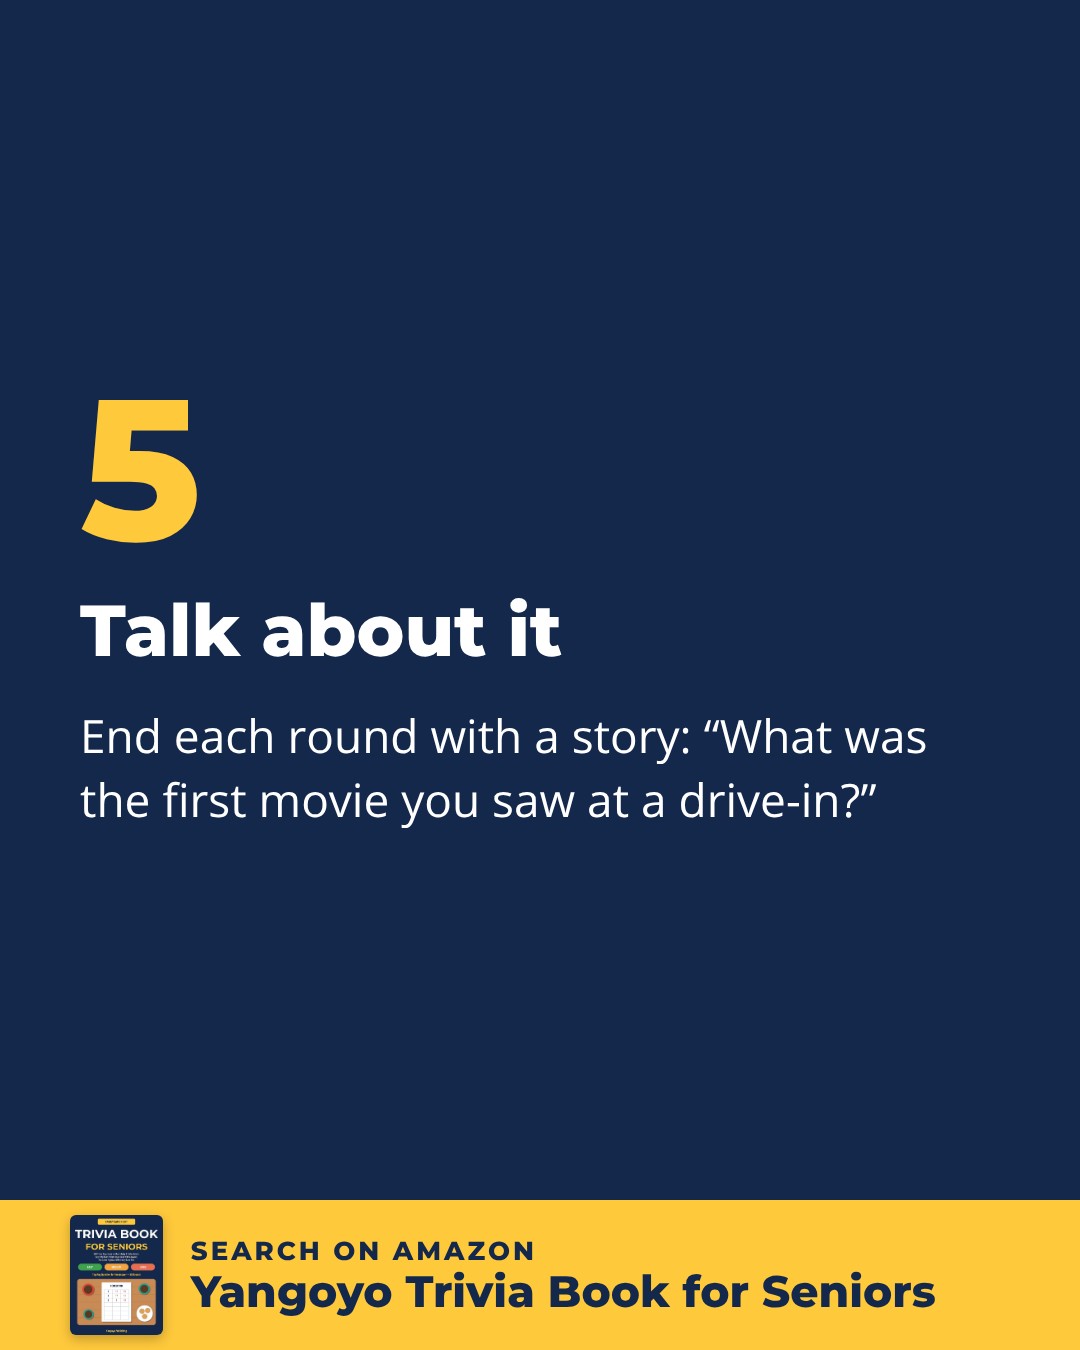 5
Talk about it
End each round with a story: “What was
the first movie you saw at a drive-in?”
TRIVIA BOOK
FOR SENIORS
SEARCH ON AMAZON
Yangoyo Trivia Book for Seniors